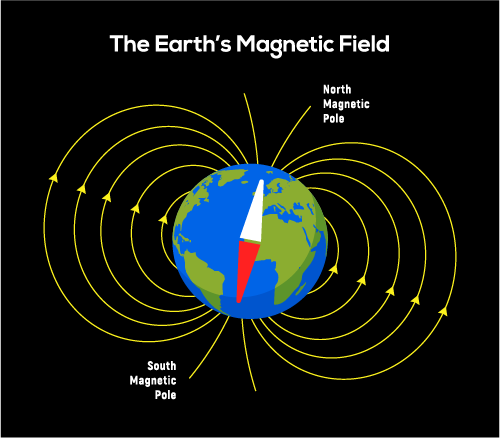 The Earth's Magnetic Field
North
Magnetic
Pole
South
Magnetic
Pole